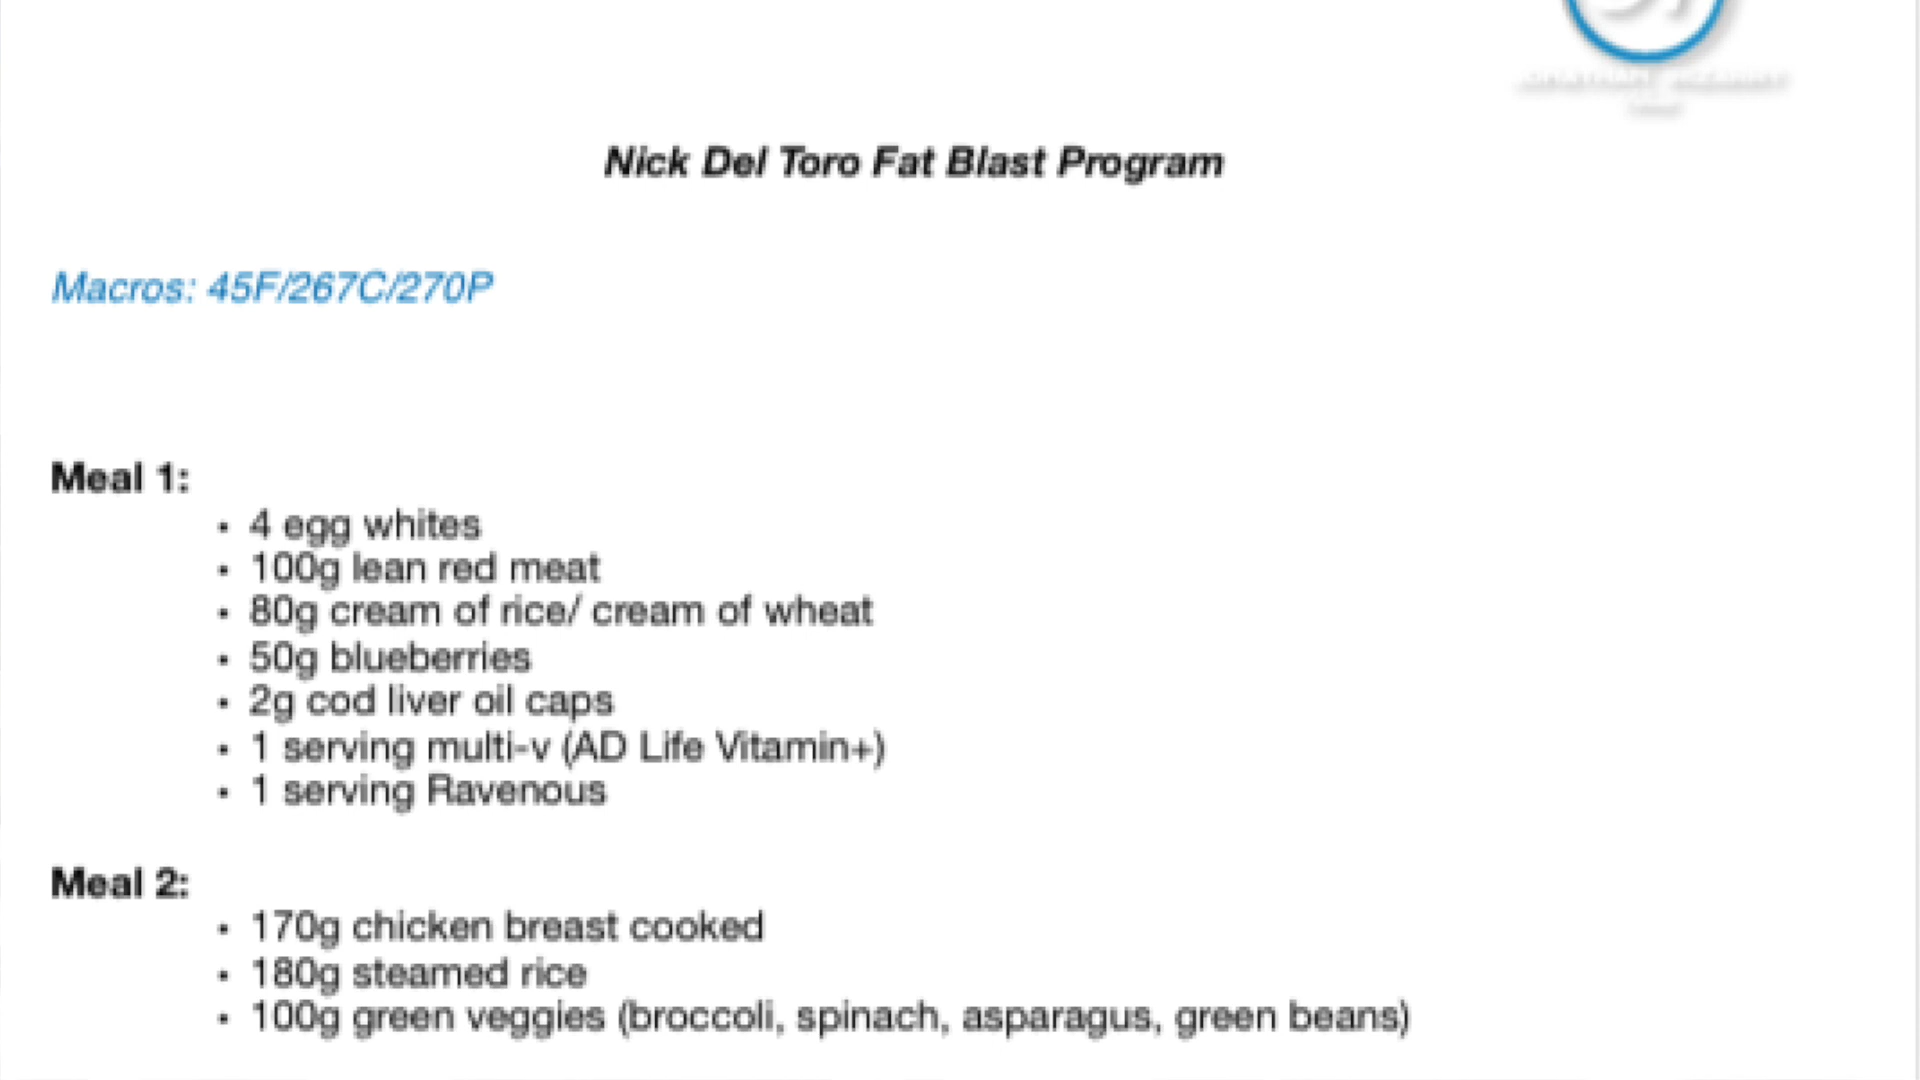 Nick Del Toro Fat Blast Program
Macros: 45F/267C/270P
Meal 1:
• 4 egg whites
• 100g lean red meat
• 80g cream of rice/ cream of wheat
• 50g blueberries
• 2g cod liver oil caps
• 1 serving multi-v (AD Life Vitamin+)
• 1 serving Ravenous
Meal 2:
• 170g chicken breast cooked
• 180g steamed rice
• 100g green veggies (broccoli, spinach, asparagus, green beans)